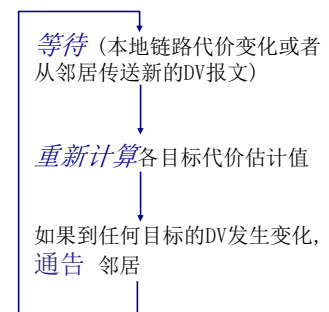 等待 (本地链路代价变化或者
从邻居传送新的DV报文)
重新计算各目标代价估计值
如果到任何目标的DV发生变化,
通告 邻居